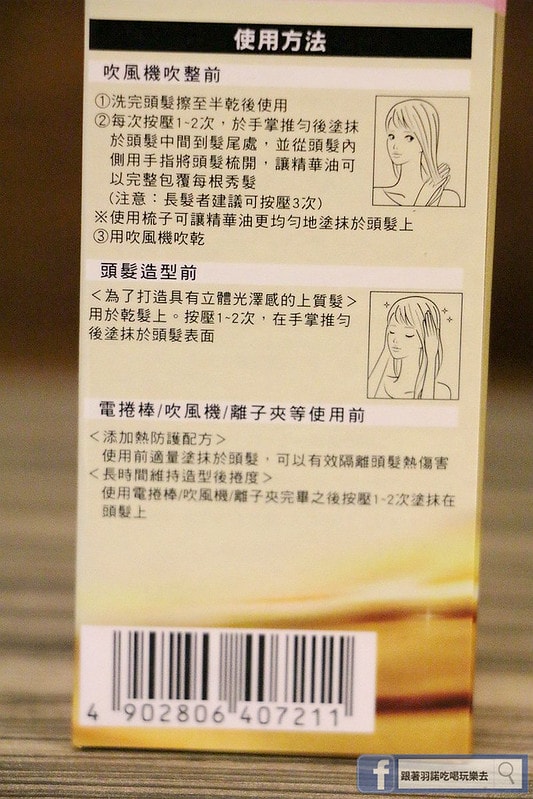 使用方法
吹風機吹整前
①洗完頭髮擦至半乾後使用
②每次按壓1~2次，於手掌推勻後塗抹
於頭髮中間到髮尾處，並從頭髮內
側用手指將頭髮梳開，讓精華油可
以完整包覆每根秀髮
(注意：長髮者建議可按壓3次)
※使用梳子可讓精華油更均勻地塗抹於頭髮上
③用吹風機吹乾
頭髮造型前
＜為了打造具有立體光澤感的上質髮＞
用於乾髮上。按壓1~2次，在手掌推勻
後塗抹於頭髮表面
電捲棒/吹風機/離子夾等使用前
＜添加熱防護配方＞
使用前適量塗抹於頭髮，可以有效隔離頭髮熱傷害
＜長時間維持造型後捲度＞
使用電捲棒/吹風機/離子夾完畢之後按壓1~2次塗抹在
頭髮上
4 902806 407211
f 跟著羽諾吃喝玩樂去